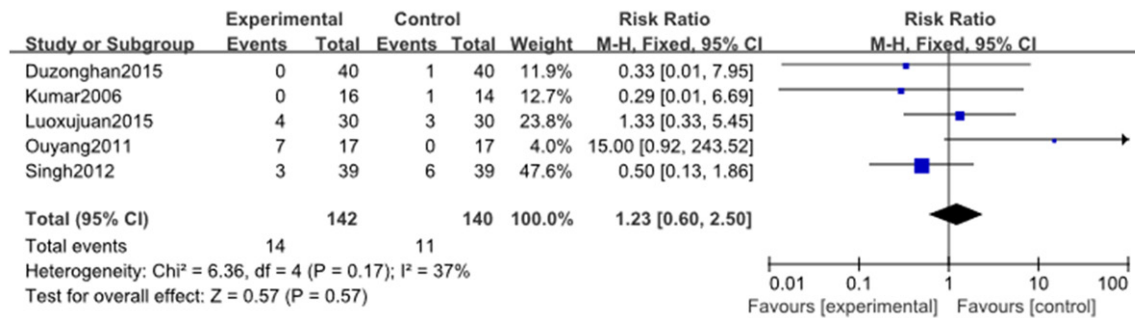 Experimental Control Risk Ratio Risk Ratio
Study or Subgroup Events Total Events Total Weight M-H, Fixed, 95% CI M-H, Fixed, 95% CI
Duzonghan2015 0 40 1 40 11.9% 0.33 [0.01, 7.95]
Kumar2006 0 16 1 14 12.7% 0.29 [0.01, 6.69]
Luoxujuan2015 4 30 3 30 23.8% 1.33 [0.33, 5.45]
Ouyang2011 7 17 0 17 4.0% 15.00 [0.92, 243.52]
Singh2012 3 39 6 39 47.6% 0.50 [0.13, 1.86]
Total (95% CI) 142 140 100.0% 1.23 [0.60, 2.50]
Total events 14 11
Heterogeneity: Chi² = 6.36, df = 4 (P = 0.17); I² = 37%
Test for overall effect: Z = 0.57 (P = 0.57)
0.01 0.1 1 10 100
Favours [experimental] Favours [control]